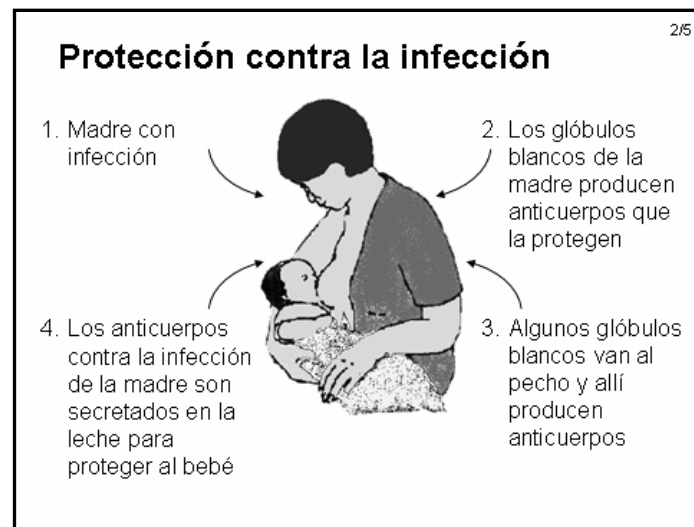 2/5
Protección contra la infección
1. Madre con
infección
2. Los glóbulos
blancos de la
madre producen
anticuerpos que
la protegen
4. Los anticuerpos
contra la infección
de la madre son
secretados en la
leche para
proteger al bebé
3. Algunos glóbulos
blancos van al
pecho y allí
producen
anticuerpos